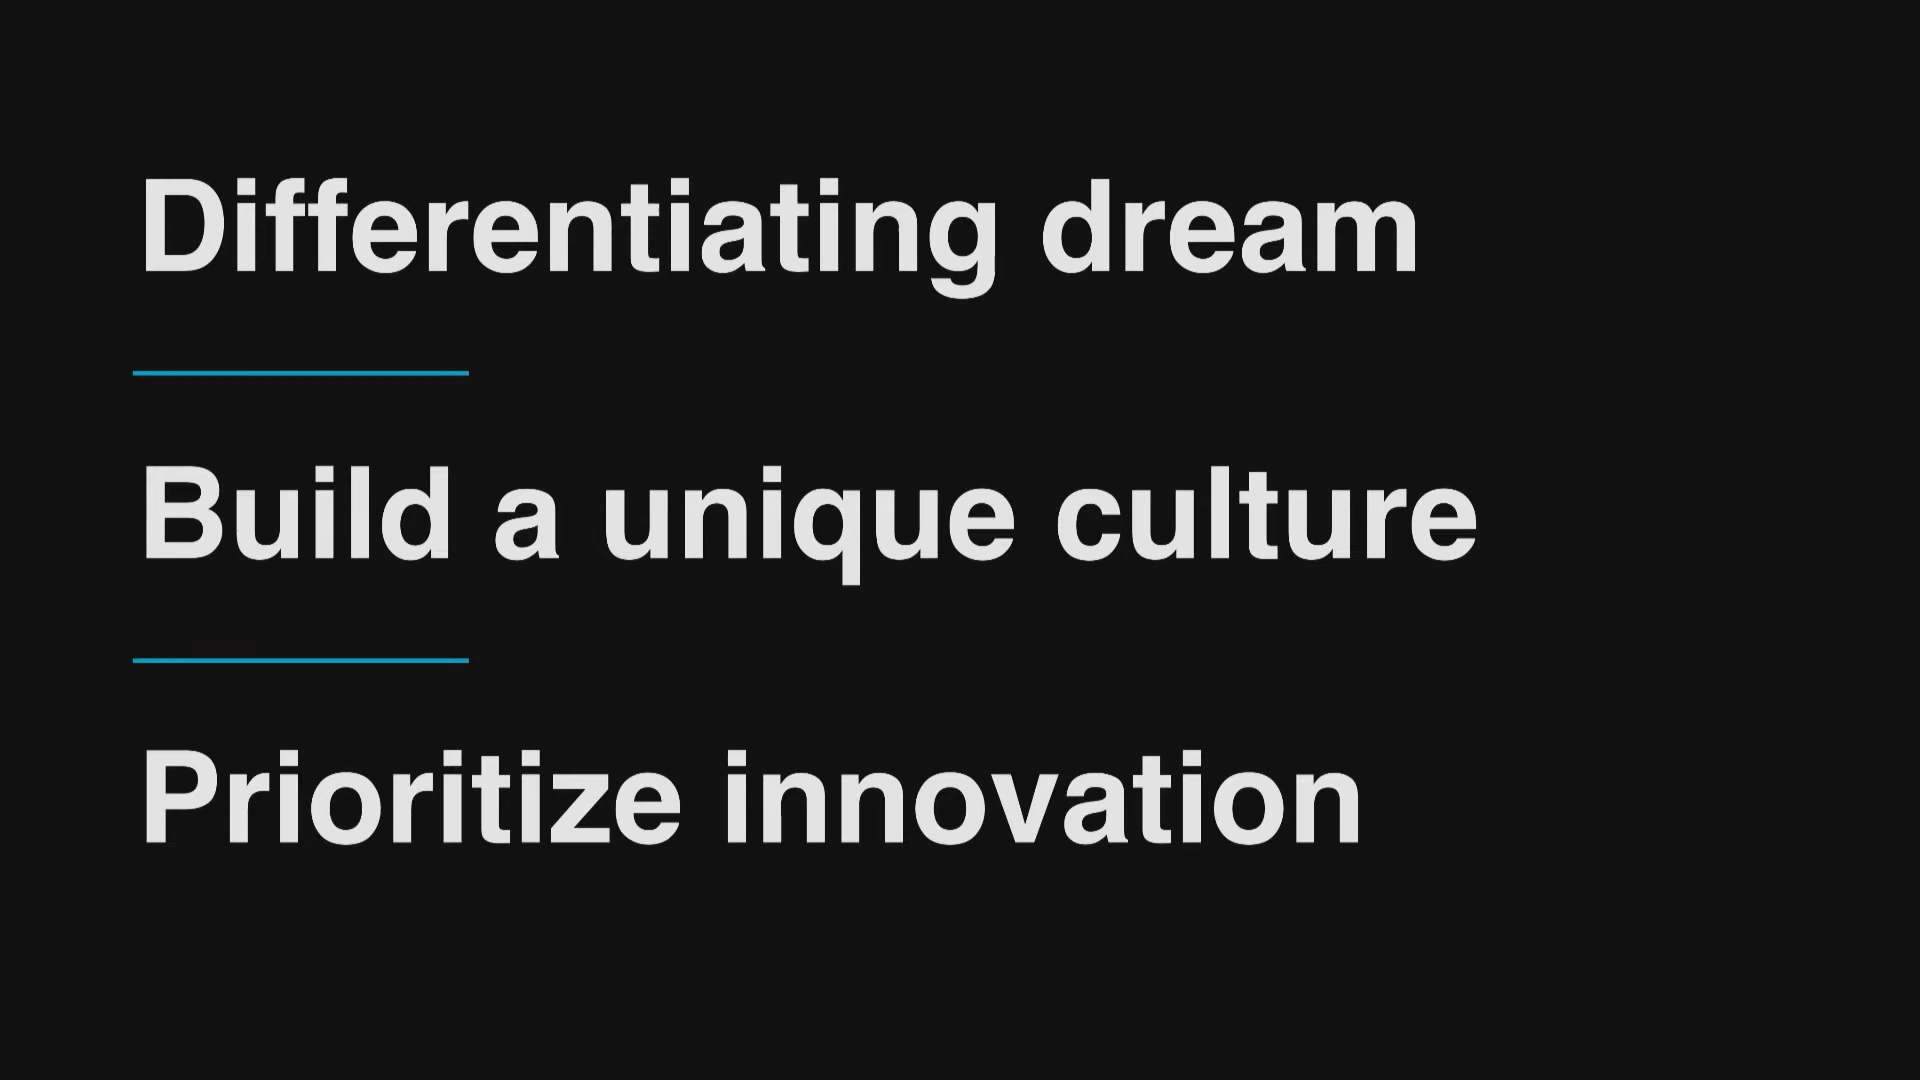 Differentiating dream
Build a unique culture
Prioritize innovation